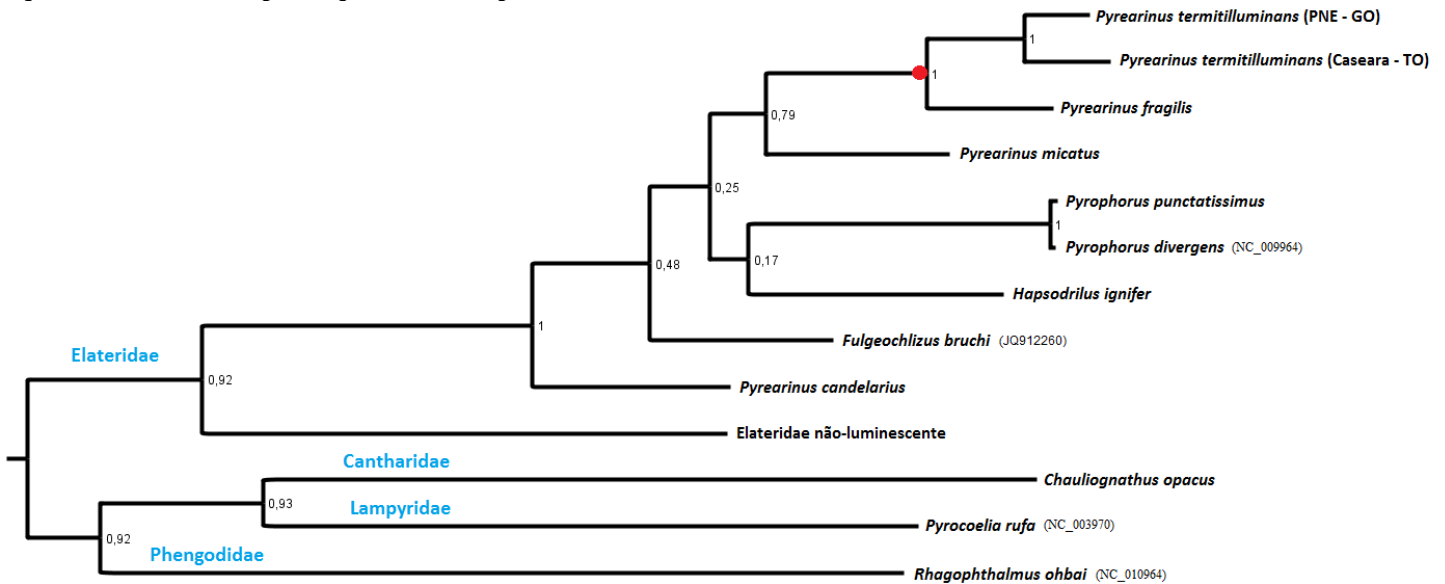 Pyrearinus termitilluminans (PNE - GO)
1
Pyrearinus termitilluminans (Caseara - TO)
1
Pyrearinus fragilis
0,79
Pyrearinus micatus
0,25
Pyrophorus punctatissimus
1
Pyrophorus divergens (NC_009964)
0,48
0,17
Hapsodrilus ignifer
1
Fulgeochlizus bruchi (JQ912260)
Elateridae
0,92
Pyrearinus candelarius
Elateridae não-luminescente
Cantharidae
Chauliognathus opacus
0,93
Lampyridae
Pyrocoelia rufa (NC_003970)
0,92
Phengodidae
Rhagophthalmus ohbai (NC_010964)